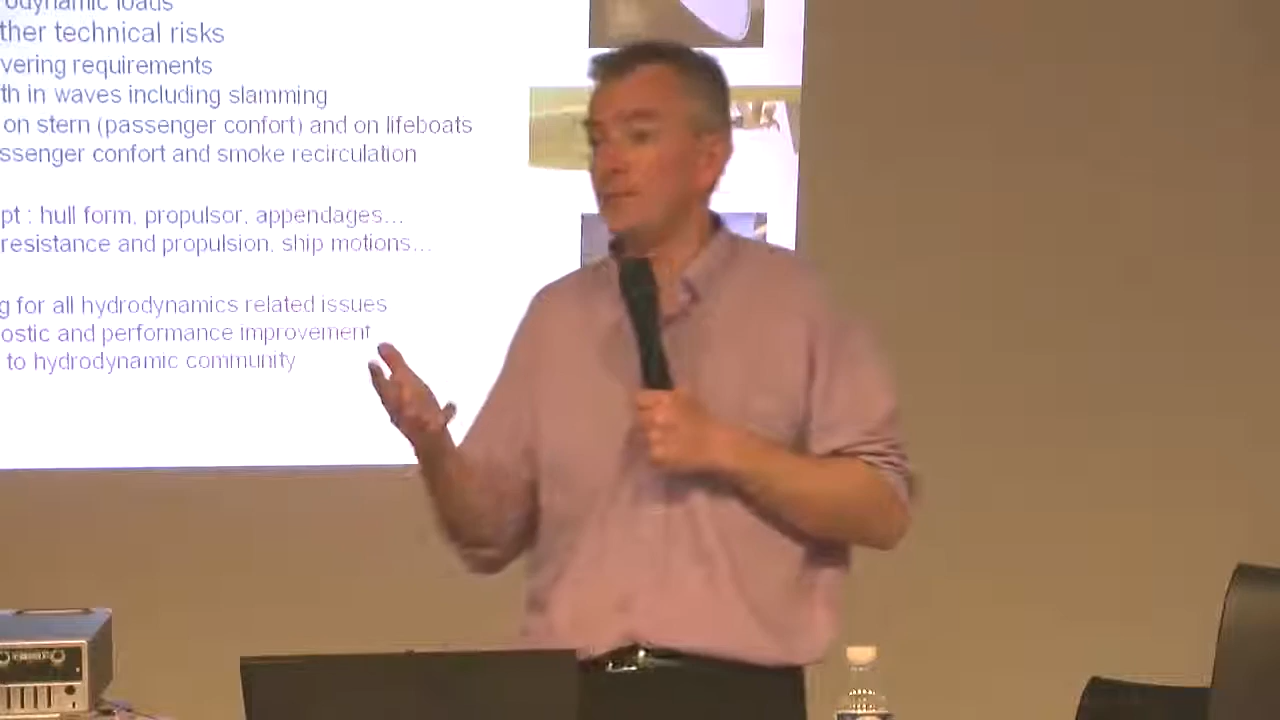 odynamic loads
ther technical risks
vering requirements
th in waves including slamming
on stern (passenger confort) and on lifeboats
ssenger confort and smoke recirculation
pt : hull form, propulsor, appendages...
resistance and propulsion, ship motions...
g for all hydrodynamics related issues
ostic and performance improvement
to hydrodynamic community